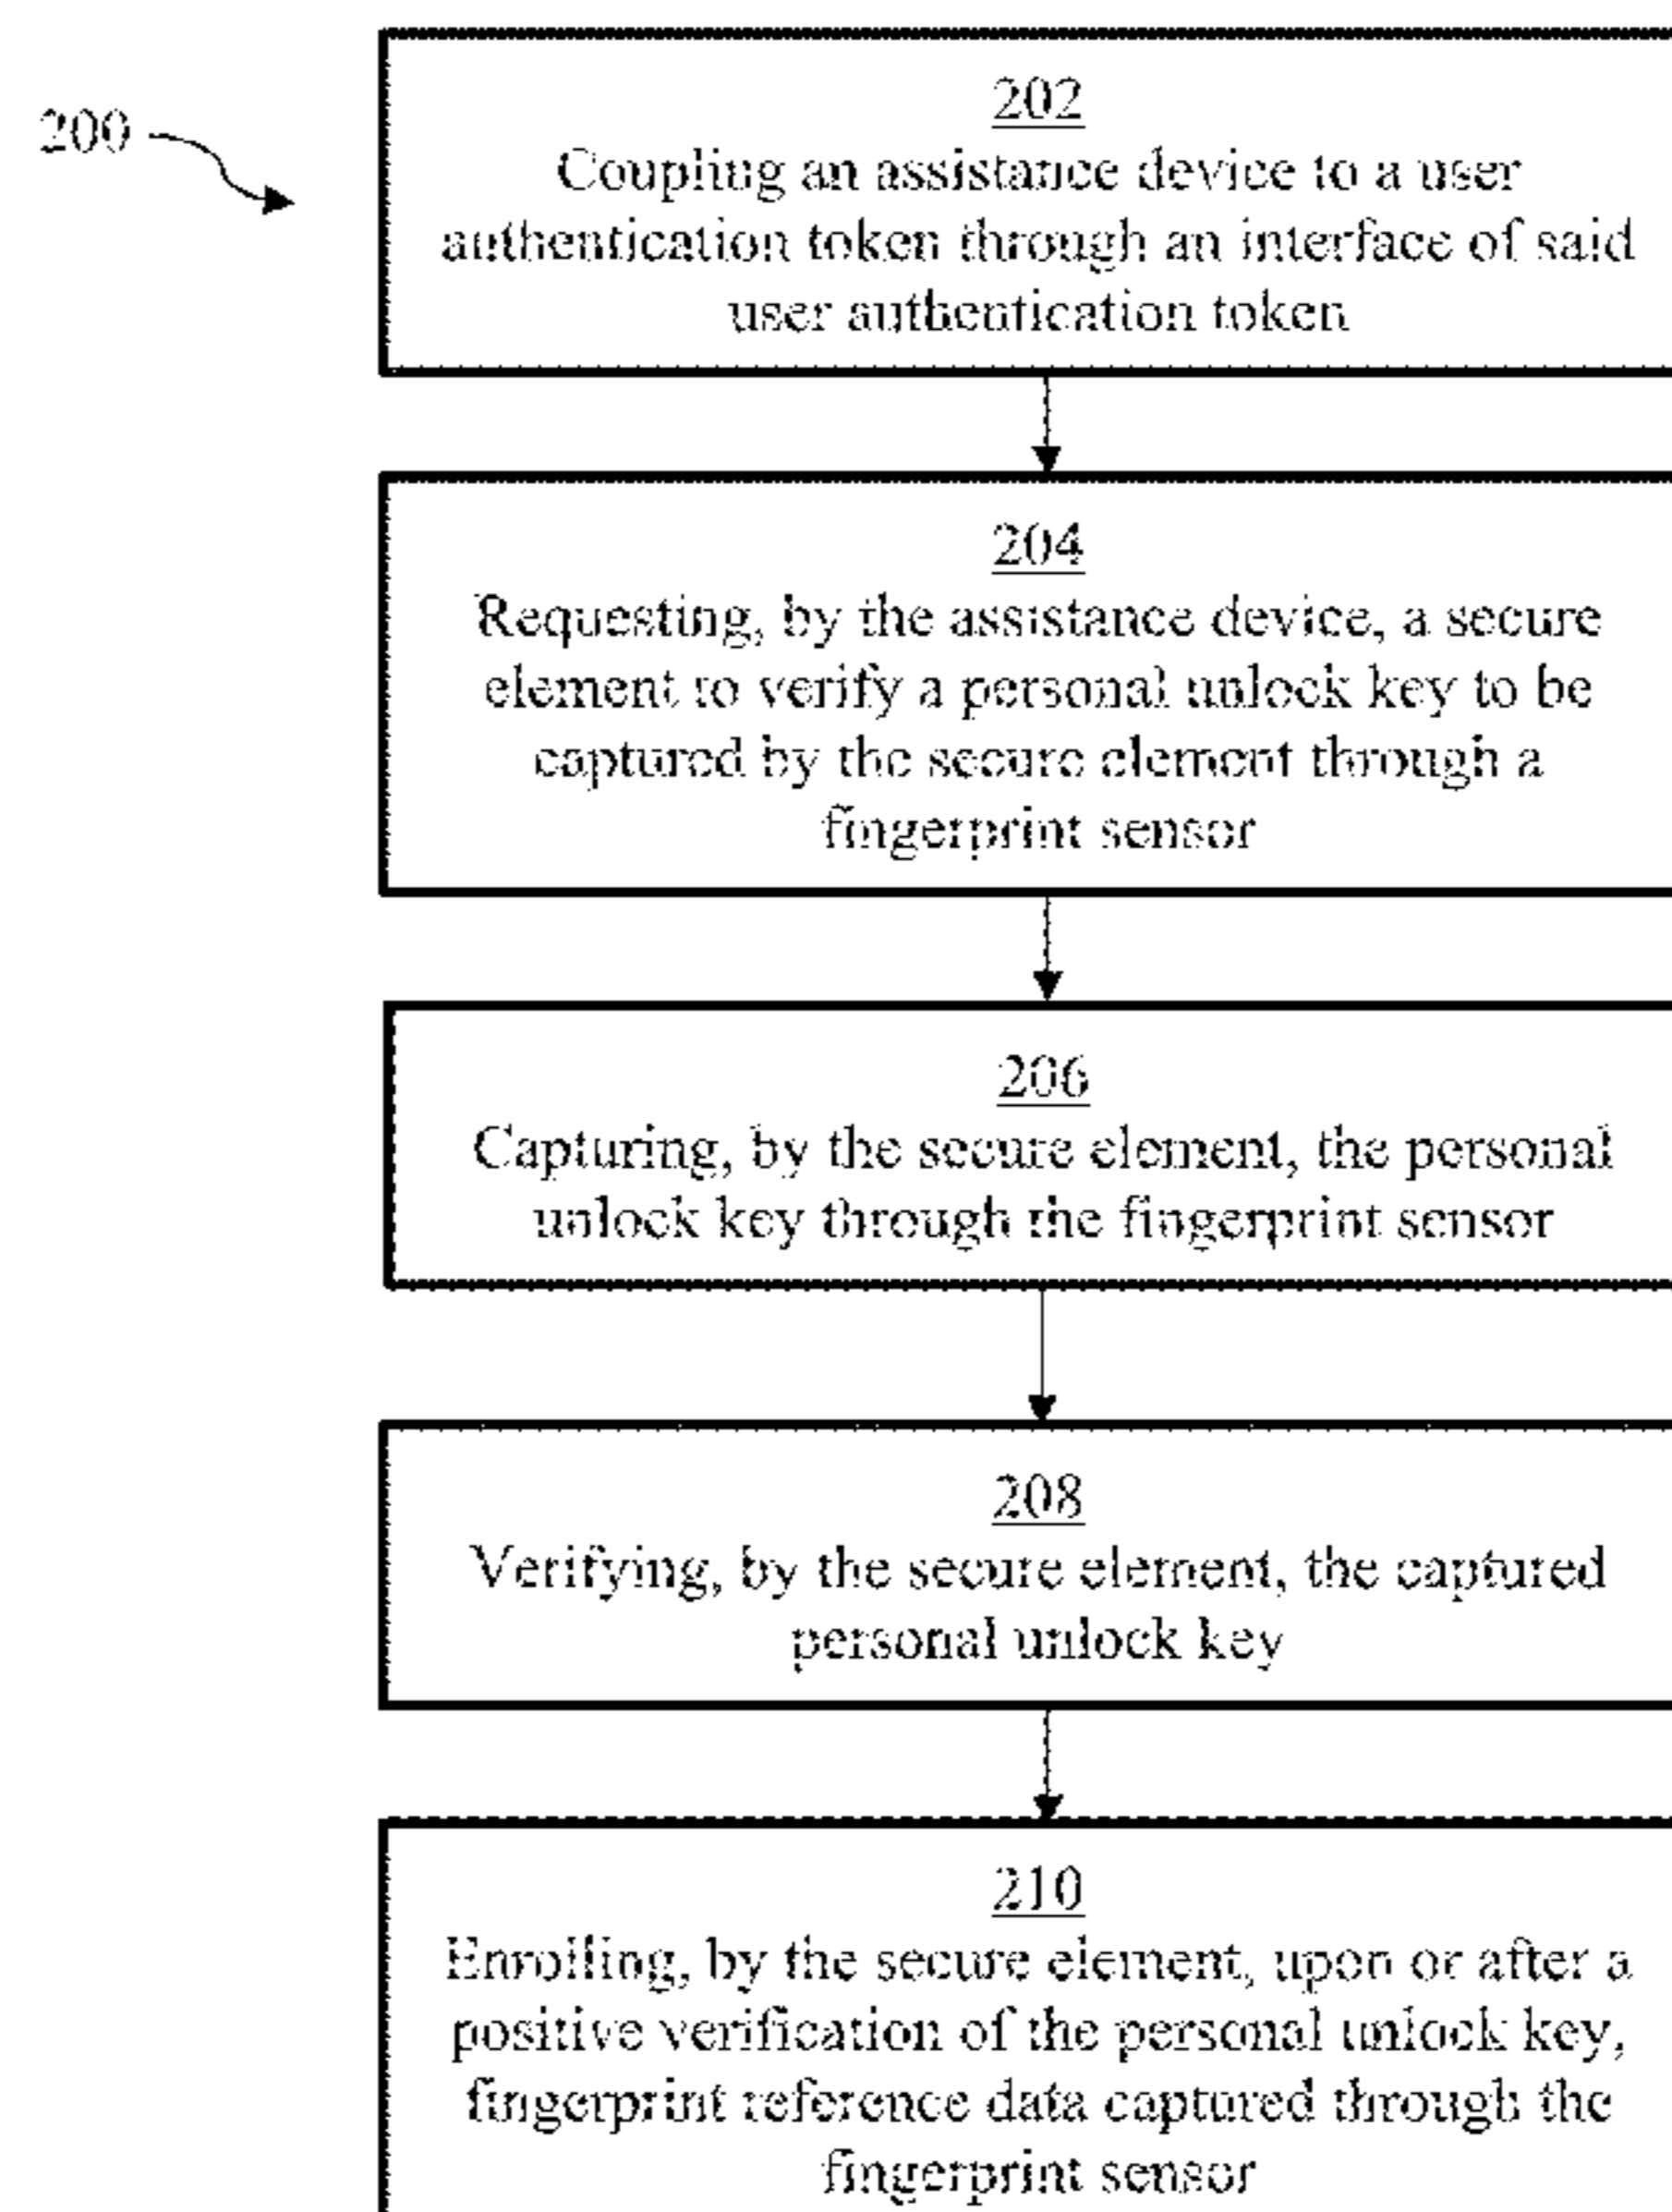 200
202
Coupling an assistance device to a user
authentication token through an interface of said
user authentication token
204
Requesting, by the assistance device, a secure
element to verify a personal unlock key to be
captured by the secure element through a
fingerprint sensor
206
Capturing, by the secure element, the personal
unlock key through the fingerprint sensor
208
Verifying, by the secure element, the captured
personal unlock key
210
Enrolling, by the secure element, upon or after a
positive verification of the personal unlock key,
fingerprint reference data captured through the
fingerprint sensor